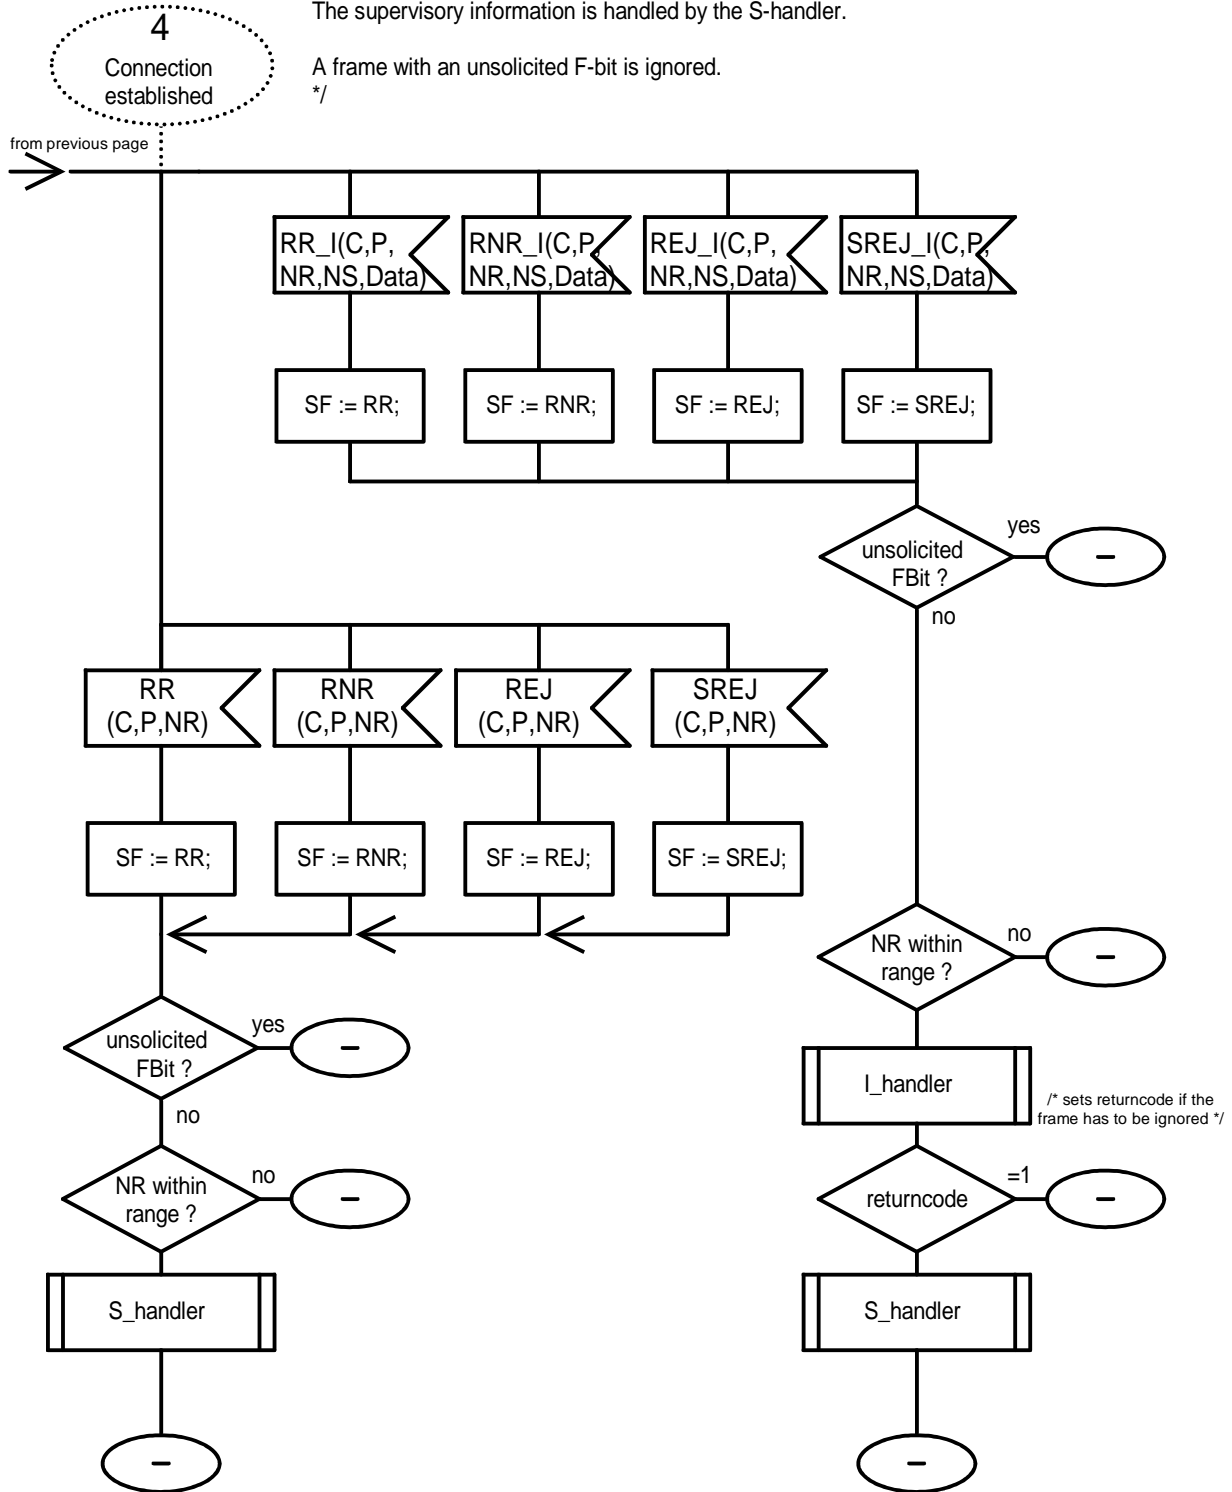 The supervisory information is handled by the S-handler.
4
Connection
established
A frame with an unsolicited F-bit is ignored.
*/
from previous page
RR_I(C,P,
NR,NS,Data)
RNR_I(C,P,
NR,NS,Data)
REJ_I(C,P,
NR,NS,Data)
SREJ_I(C,P,
NR,NS,Data)
SF := RR;
SF := RNR;
SF := REJ;
SF := SREJ;
unsolicited
FBit ?
yes
–
no
RR
(C,P,NR)
RNR
(C,P,NR)
REJ
(C,P,NR)
SREJ
(C,P,NR)
SF := RR;
SF := RNR;
SF := REJ;
SF := SREJ;
NR within
range ?
no
–
unsolicited
FBit ?
yes
–
no
I_handler
/* sets returncode if the
frame has to be ignored */
NR within
range ?
no
–
returncode
=1
–
S_handler
S_handler
–
–